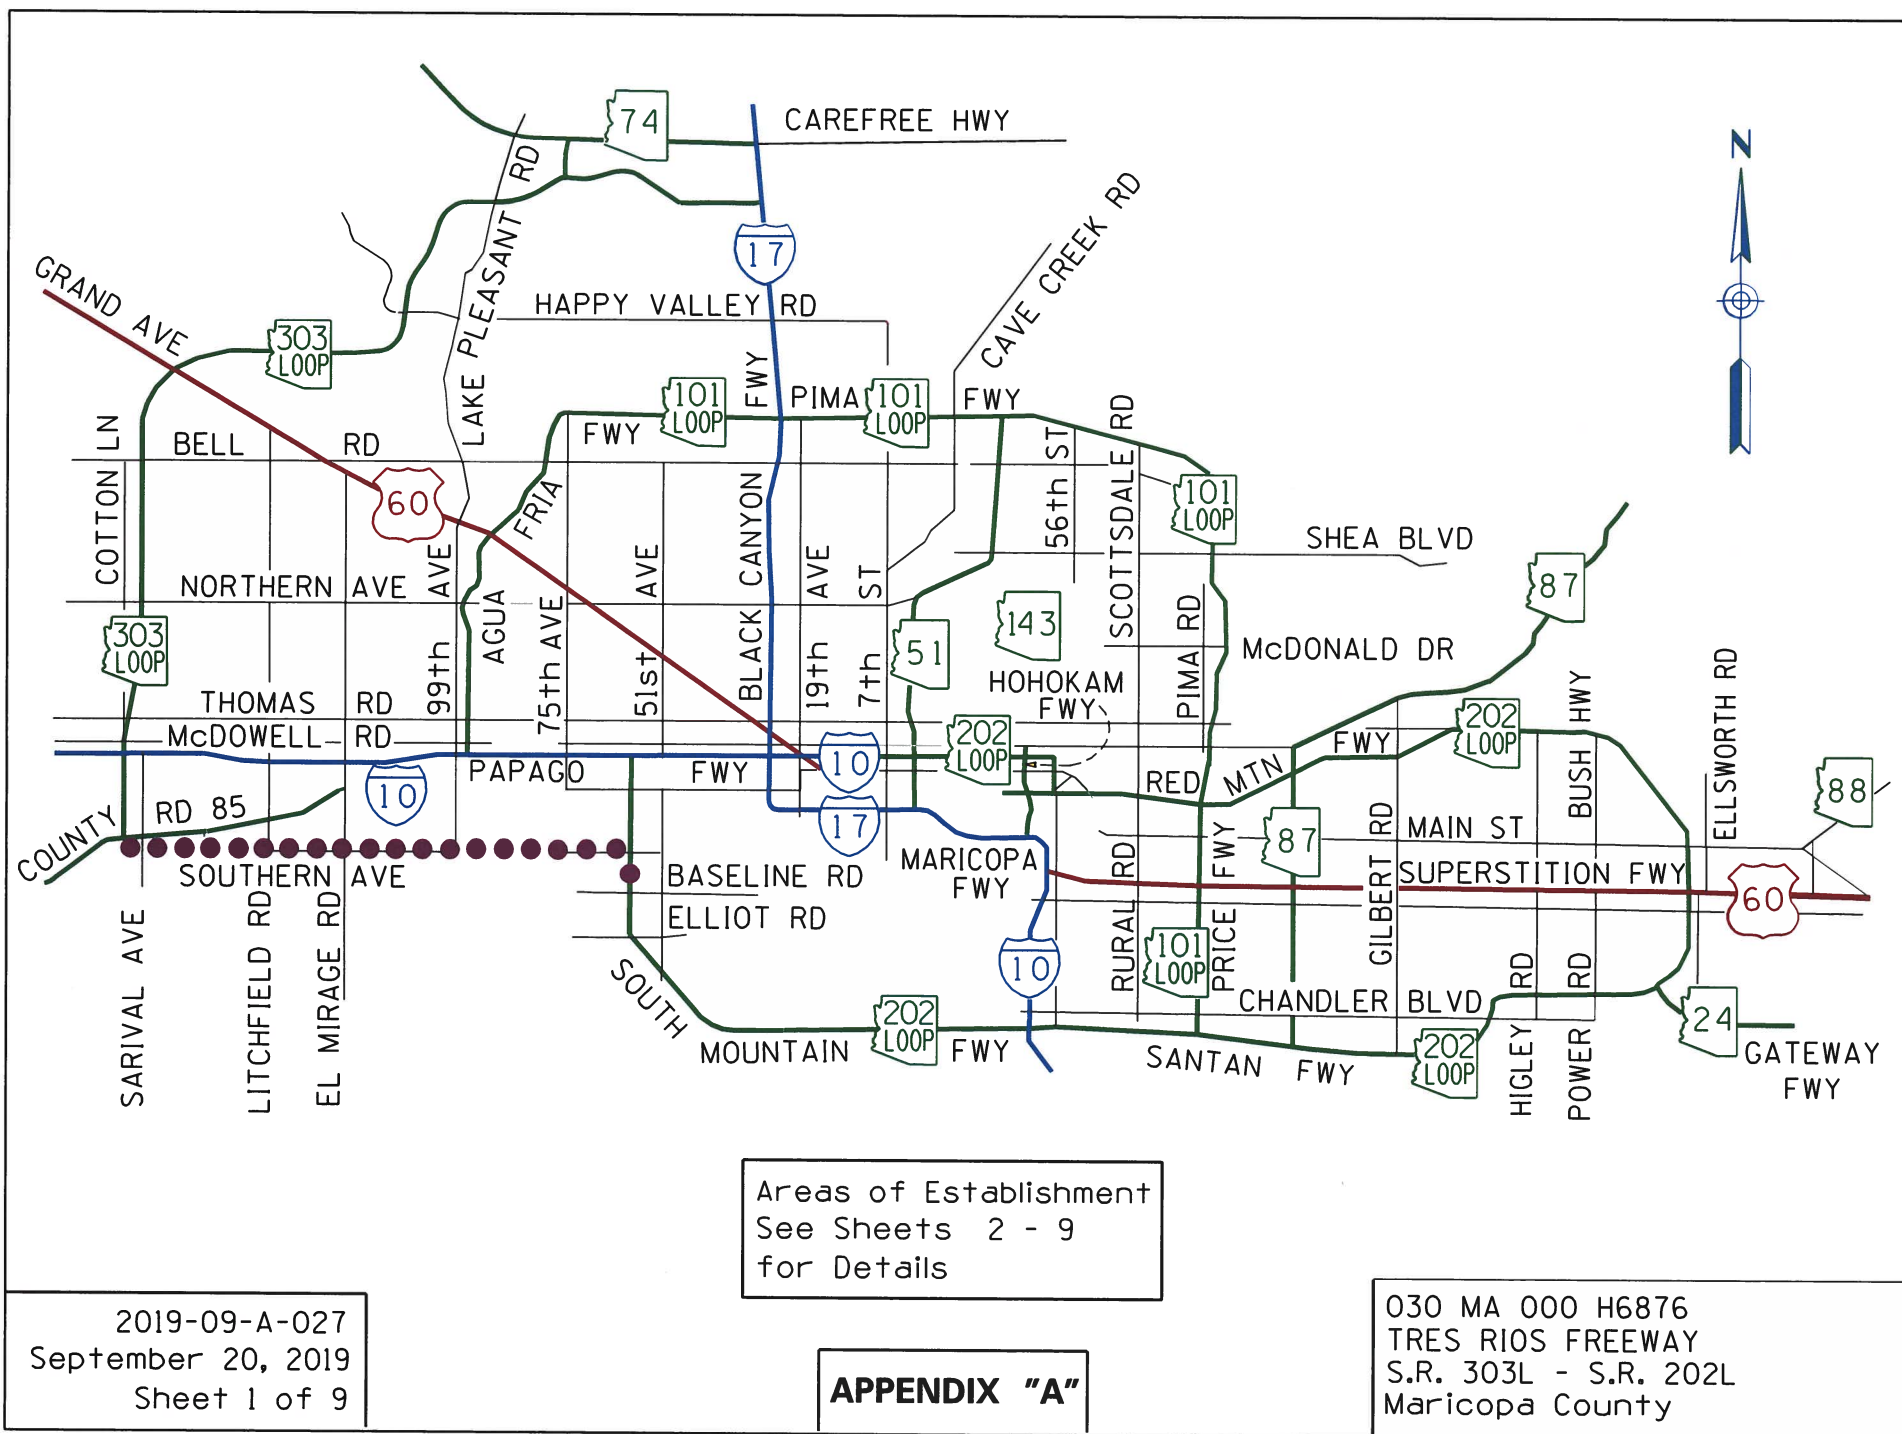 74
CAREFREE HWY
N
RD
CAVE CREEK RD
17
GRAND AVE
LAKE PLEASANT
HAPPY VALLEY RD
303
LOOP
FWY
101
LOOP
PIMA
101
LOOP
FWY
FWY
COTTON LN
BELL RD
60
FRIA
BLACK CANYON
56th ST
SCOTTSDALE RD
101
LOOP
SHEA BLVD
87
NORTHERN AVE
99th AVE
AGUA
75th AVE
51st AVE
19th AVE
7th ST
143
51
PIMA RD
McDONALD DR
303
LOOP
HOHOKAM
FWY
THOMAS RD
McDOWELL RD
202
LOOP
FWY
202
LOOP
BUSH HWY
ELLSWORTH RD
PAPAGO FWY
10
10
RED MTN
88
COUNTY RD 85
17
87
GILBERT RD
MAIN ST
SOUTHERN AVE
BASELINE RD
MARICOPA
FWY
RURAL RD
PRICE FWY
SUPERSTITION FWY
60
ELLIOT RD
SARIVAL AVE
LITCHFIELD RD
EL MIRAGE RD
SOUTH
MOUNTAIN
202
LOOP
FWY
10
101
LOOP
CHANDLER BLVD
HIGLEY RD
POWER RD
24
GATEWAY
FWY
SANTAN FWY
202
LOOP
Areas of Establishment
See Sheets 2 - 9
for Details
2019-09-A-027
September 20, 2019
Sheet 1 of 9
APPENDIX "A"
030 MA 000 H6876
TRES RIOS FREEWAY
S.R. 303L - S.R. 202L
Maricopa County